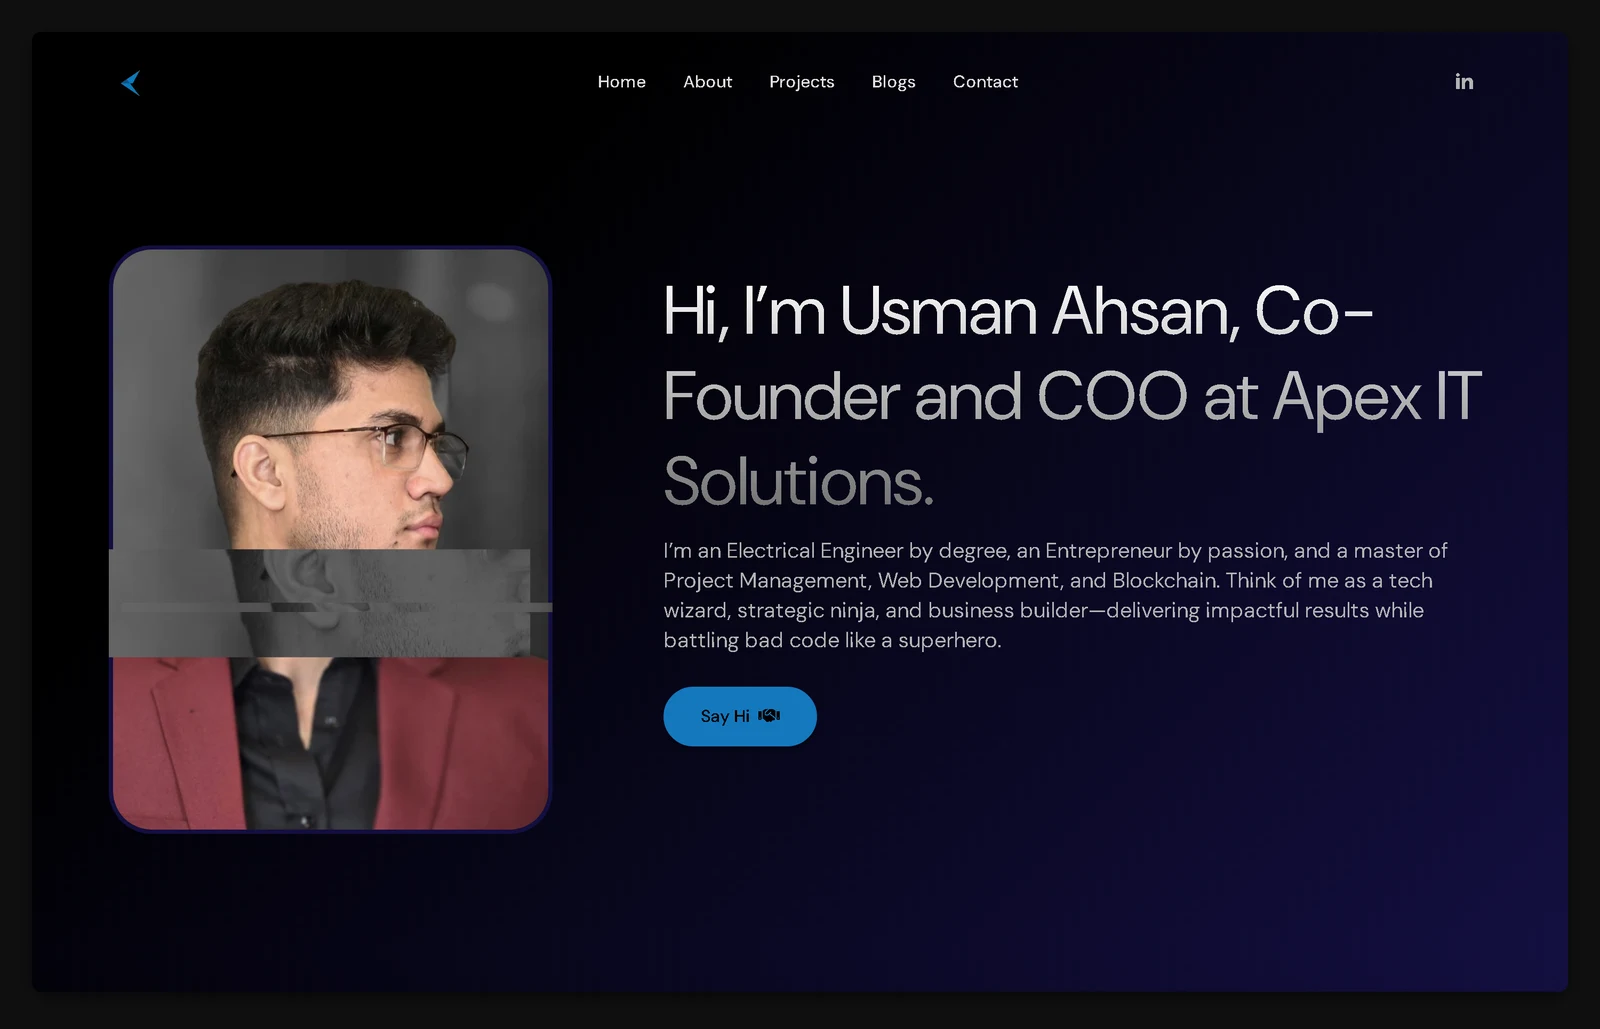 Home About Projects Blogs Contact in
Hi, I’m Usman Ahsan, Co-
Founder and COO at Apex IT
Solutions.
I’m an Electrical Engineer by degree, an Entrepreneur by passion, and a master of
Project Management, Web Development, and Blockchain. Think of me as a tech
wizard, strategic ninja, and business builder—delivering impactful results while
battling bad code like a superhero.
Say Hi